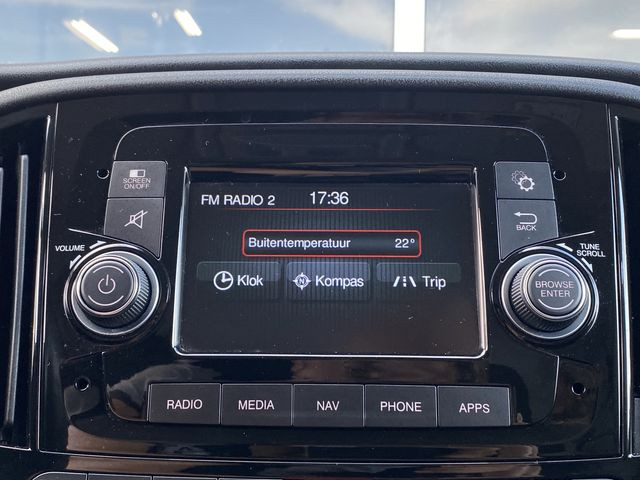 SCREEN
ON/OFF
FM RADIO 2 17:36
Buitentemperatuur 22°
BACK
VOLUME
TUNE
SCROLL
Klok N Kompas Trip
BROWSE
ENTER
RADIO MEDIA NAV PHONE APPS